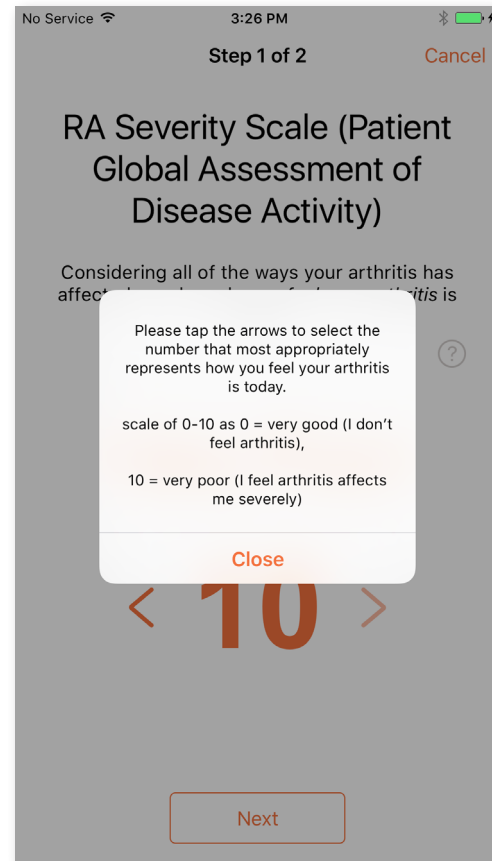 No Service 3:26 PM
Step 1 of 2 Cancel
RA Severity Scale (Patient
Global Assessment of
Disease Activity)
Considering all of the ways your arthritis has
is
?
Please tap the arrows to select the
number that most appropriately
represents how you feel your arthritis
is today.
scale of 0-10 as 0 = very good (I don't
feel arthritis),
10 = very poor (I feel arthritis affects
me severely)
Close
< 10 >
Next